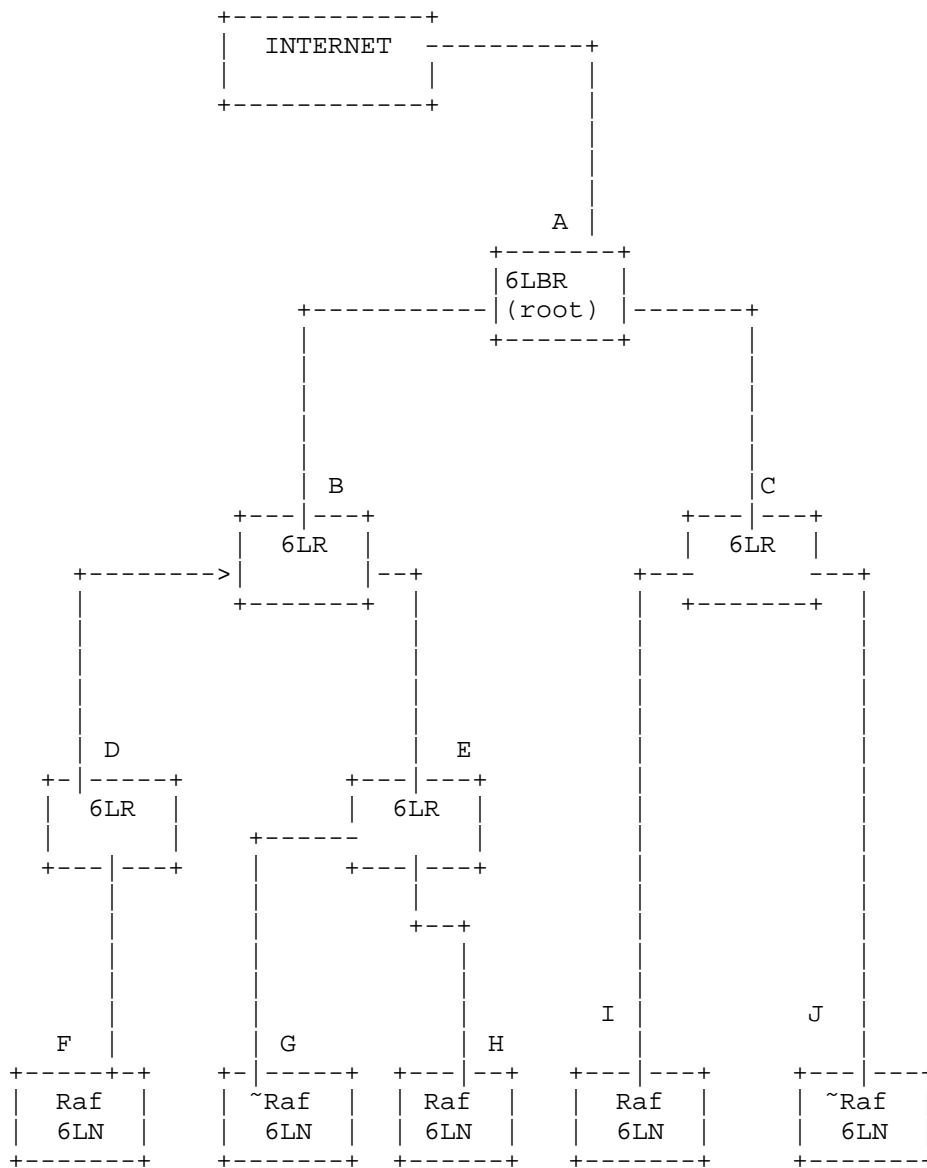 INTERNET
A
6LBR
(root)
B
C
6LR
6LR
D
E
6LR
6LR
I
J
F
G
H
Raf
~Raf
Raf
Raf
~Raf
6LN
6LN
6LN
6LN
6LN